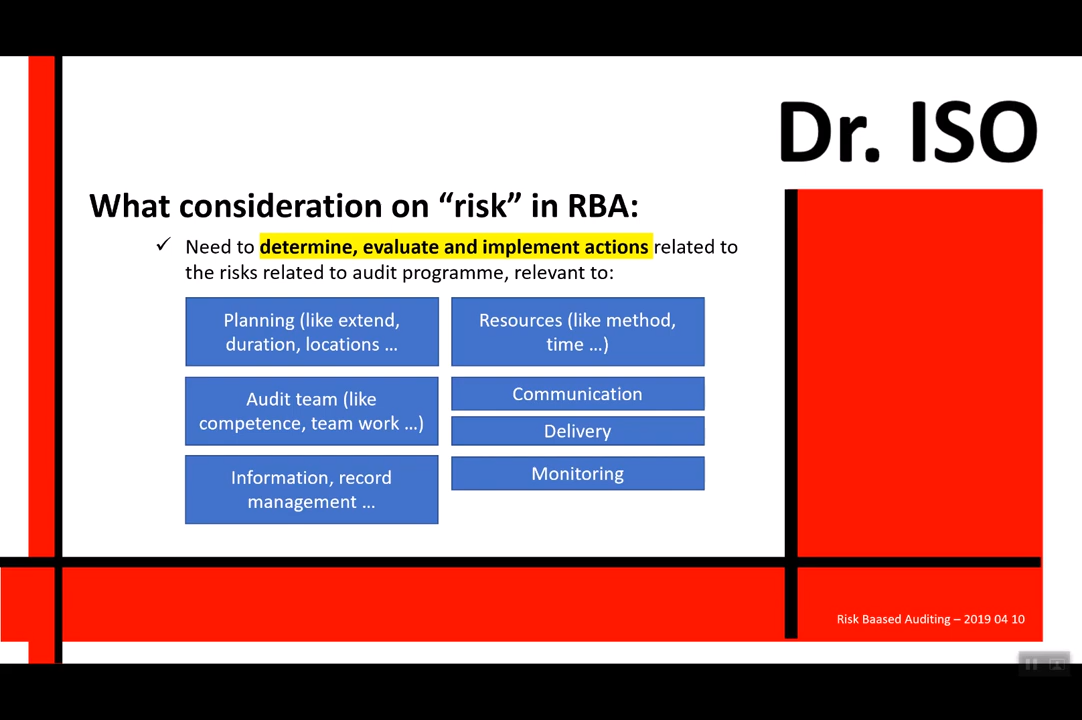 Dr. ISO
What consideration on “risk” in RBA:
✓ Need to determine, evaluate and implement actions related to
the risks related to audit programme, relevant to:
Planning (like extend,
duration, locations ...
Resources (like method,
time ...)
Audit team (like
competence, team work ...)
Communication
Delivery
Information, record
management ...
Monitoring
Risk Baased Auditing – 2019 04 10